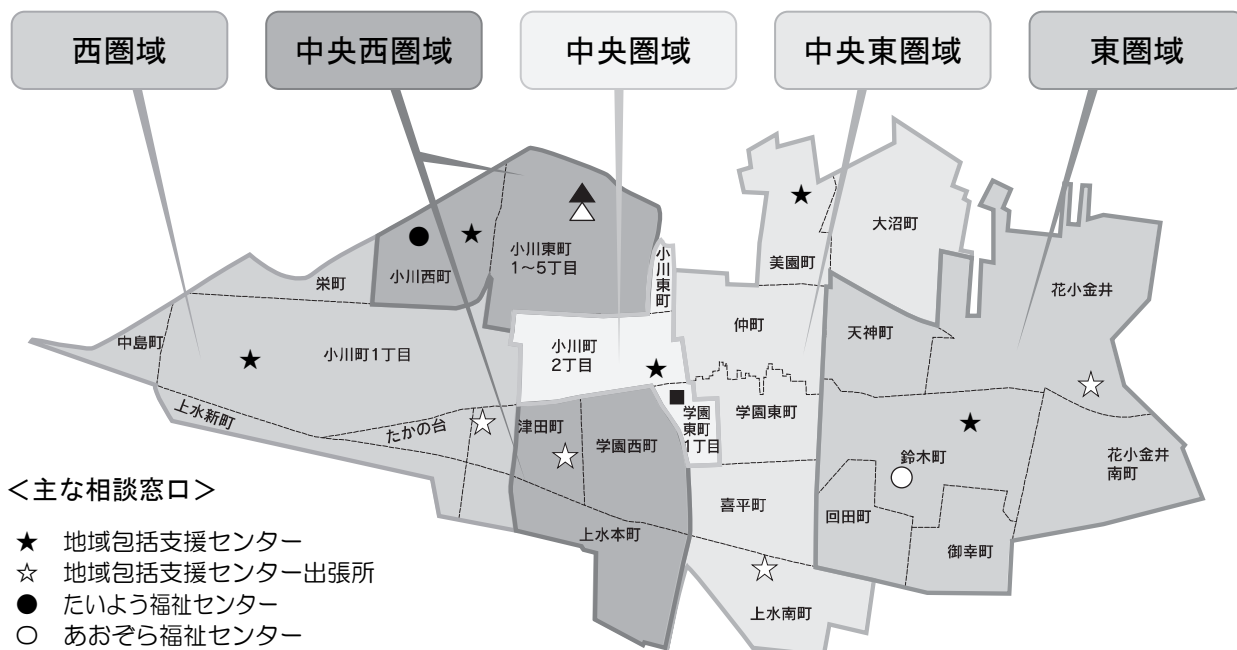 西圏域
中央西圏域
中央圏域
中央東圏域
東圏域
大沼町
小川東町
1〜5丁目
小川東町
美園町
小川西町
栄町
花小金井
仲町
天神町
中島町
小川町1丁目
小川町
2丁目
上水新町
たかの台
津田町
学園西町
学園
東町
1丁目
学園東町
鈴木町
花小金井
南町
喜平町
回田町
上水本町
御幸町
上水南町
<主な相談窓口>
★ 地域包括支援センター
☆ 地域包括支援センター出張所
● たいよう福祉センター
○ あおぞら福祉センター